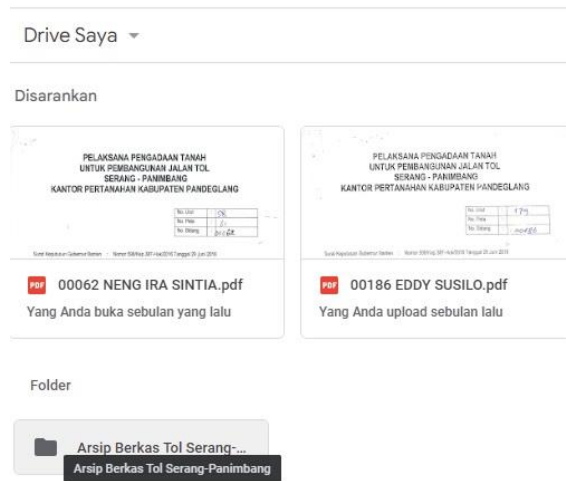 Drive Saya
Disarankan
PELAKSANA PENGADAAN TANAH
UNTUK PEMBANGUNAN JALAN TOL
SERANG - PANIMBANG
KANTOR PERTANAHAN KABUPATEN PANDEGLANG
No. Urut
No. Peta
No. Bidang 00062
PDF 00062 NENG IRA SINTIA.pdf
Yang Anda buka sebulan yang lalu
PELAKSANA PENGADAAN TANAH
UNTUK PEMBANGUNAN JALAN TOL
SERANG - PANIMBANG
KANTOR PERTANAHAN KABUPATEN PANDEGLANG
No. Urut 179
No. Peta
No. Bidang
PDF 00186 EDDY SUSILO.pdf
Yang Anda upload sebulan lalu
Folder
Arsip Berkas Tol Serang-...
Arsip Berkas Tol Serang-Panimbang